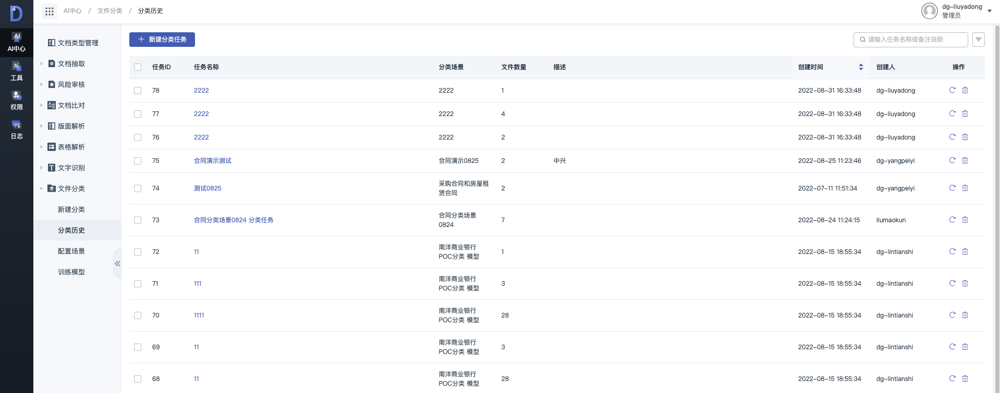 AI中心 / 文件分类 / 分类历史
dg-liuyadong
管理员
AI
AI中心
工具
权限
日志
文档类型管理
文档抽取
风险审核
文档比对
版面解析
表格解析
文字识别
文件分类
新建分类
分类历史
配置场景
训练模型
新建分类任务
请输入任务名称或备注说明
任务ID 任务名称 分类场景 文件数量 描述 创建时间 创建人 操作
78 2222 2222 1 2022-08-31 16:33:48 dg-liuyadong
77 2222 2222 4 2022-08-31 16:33:48 dg-liuyadong
76 2222 2222 2 2022-08-31 16:33:48 dg-liuyadong
75 合同演示测试 合同演示0825 2 中兴 2022-08-25 11:23:46 dg-yangpeiyi
74 测试0825 采购合同和房屋租 2 2022-07-11 11:51:34 dg-yangpeiyi
赁合同
73 合同分类场景0824 分类任务 合同分类场景 7 2022-08-24 11:24:15 liumaokun
0824
72 11 南洋商业银行 1 2022-08-15 18:55:34 dg-lintianshi
POC分类 模型
71 111 南洋商业银行 3 2022-08-15 18:55:34 dg-lintianshi
POC分类 模型
70 1111 南洋商业银行 28 2022-08-15 18:55:34 dg-lintianshi
POC分类 模型
69 11 南洋商业银行 3 2022-08-15 18:55:34 dg-lintianshi
POC分类 模型
68 11 南洋商业银行 28 2022-08-15 18:55:34 dg-lintianshi
POC分类 模型